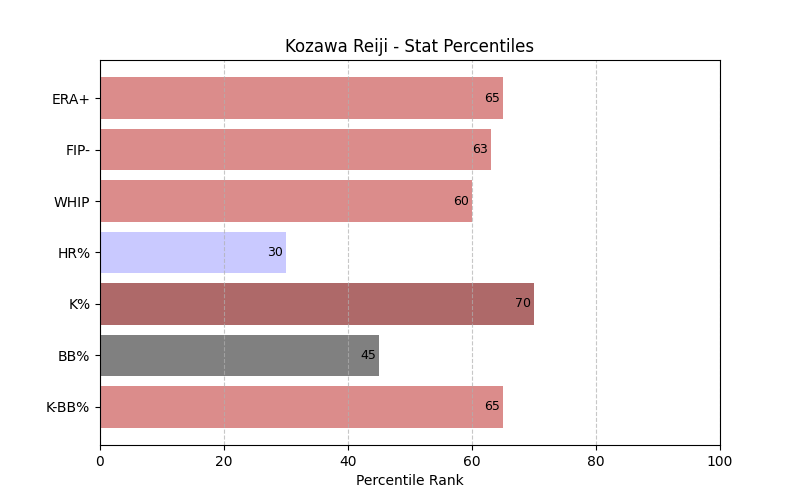 Kozawa Reiji - Stat Percentiles
ERA+ 65
FIP- 63
WHIP 60
HR% 30
K% 70
BB% 45
K-BB% 65
0 20 40 60 80 100
Percentile Rank